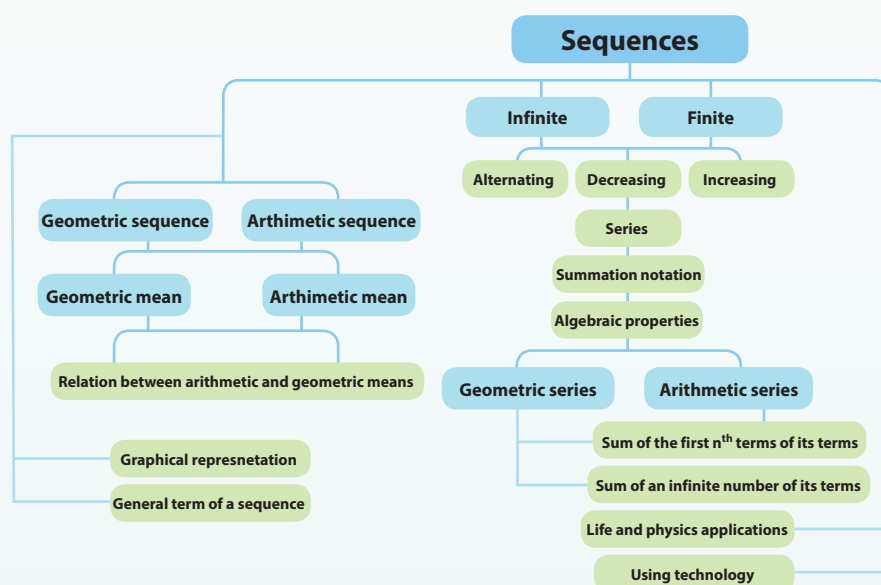 Sequences
Infinite
Finite
Alternating
Decreasing
Increasing
Geometric sequence
Arthimetic sequence
Series
Summation notation
Geometric mean
Arthimetic mean
Algebraic properties
Relation between arithmetic and geometric means
Geometric series
Arithmetic series
Sum of the first nth terms of its terms
Graphical represnetation
Sum of an infinite number of its terms
General term of a sequence
Life and physics applications
Using technology